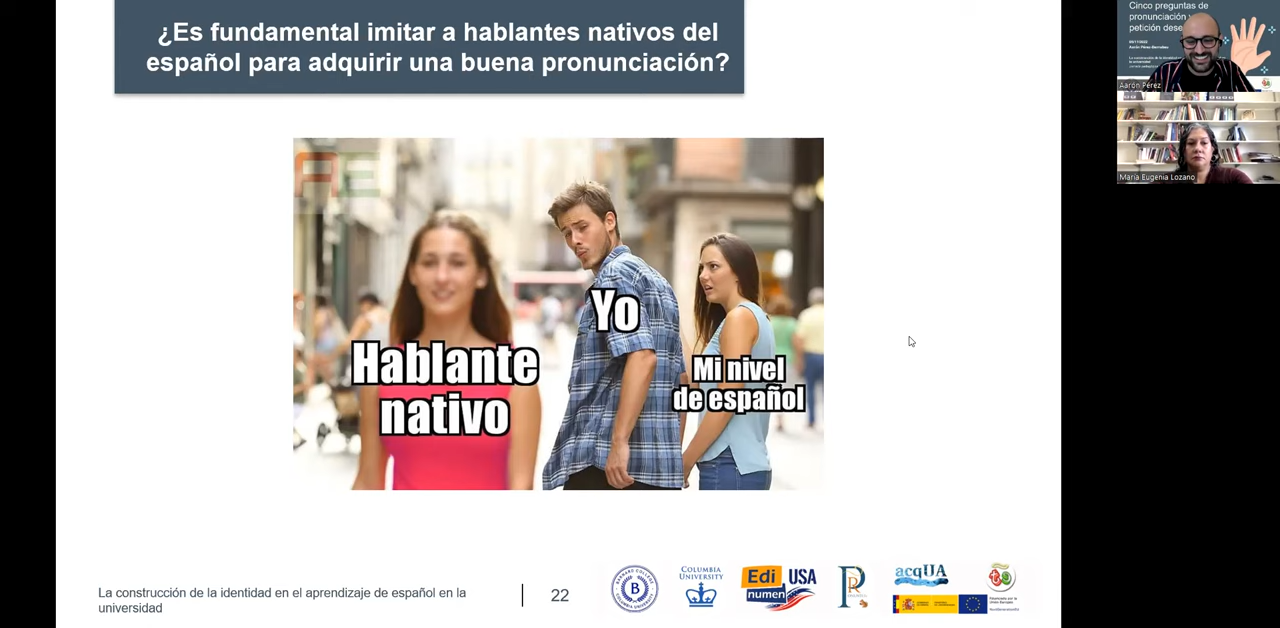 ¿Es fundamental imitar a hablantes nativos del
español para adquirir una buena pronunciación?
Hablante
nativo
Yo
Mi nivel
de español
La construcción de la identidad en el aprendizaje de español en la
universidad
22
B
COLUMBIA
UNIVERSITY
Edi
numen
USA
acqUA
Cinco preguntas de
pronunciación
petición dese
Aarón Pérez
María Eugenia Lozano